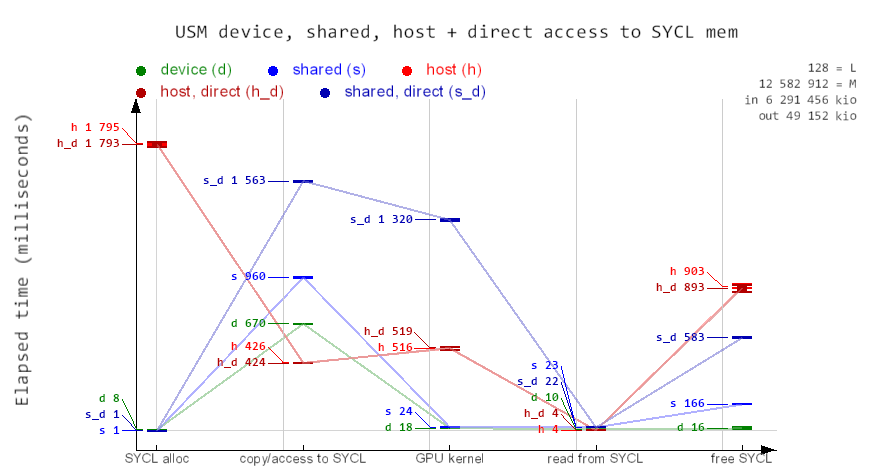 USM device, shared, host + direct access to SYCL mem
device (d) shared (s) host (h)
host, direct (h_d) shared, direct (s_d)
128 = L
12 582 912 = M
in 6 291 456 kio
out 49 152 kio
Elapsed time (milliseconds)
h 1 795
h_d 1 793
d 8
s_d 1
s 1
s_d 1 563
s 960
d 670
h 426
h_d 424
s_d 1 320
h_d 519
h 516
s 24
d 18
s 23
s_d 22
d 10
h_d 4
h 4
h 903
h_d 893
s_d 583
s 166
d 16
SYCL alloc copy/access to SYCL GPU kernel read from SYCL free SYCL